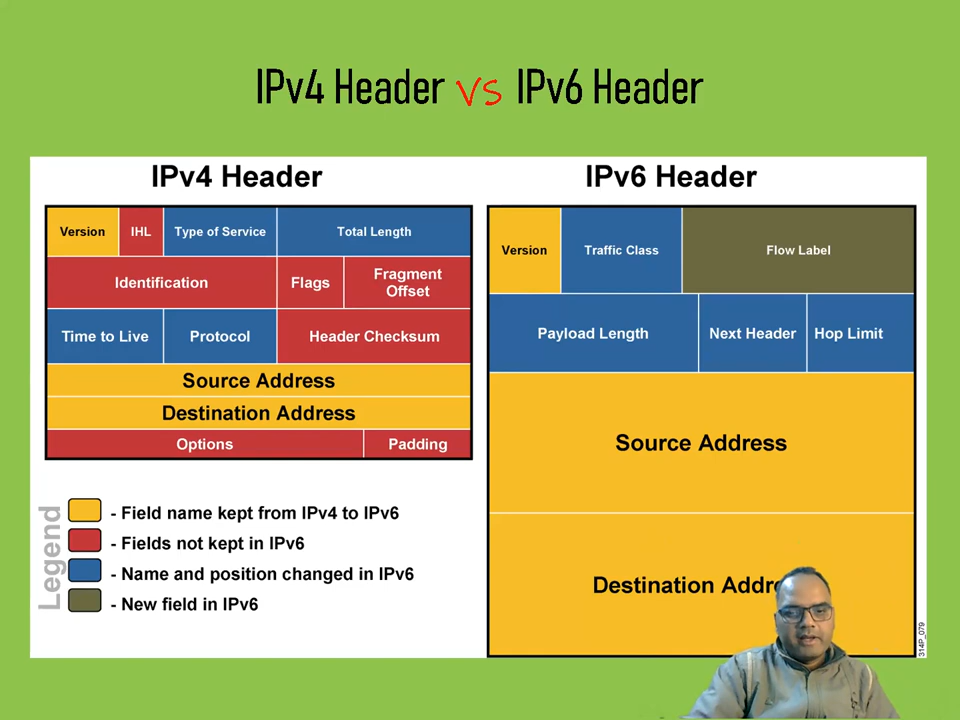 IPv4 Header vs IPv6 Header
IPv4 Header
Version IHL Type of Service Total Length
Identification Flags Fragment
Offset
Time to Live Protocol Header Checksum
Source Address
Destination Address
Options Padding
Legend
- Field name kept from IPv4 to IPv6
- Fields not kept in IPv6
- Name and position changed in IPv6
- New field in IPv6
IPv6 Header
Version Traffic Class Flow Label
Payload Length Next Header Hop Limit
Source Address
Destination
314P_079